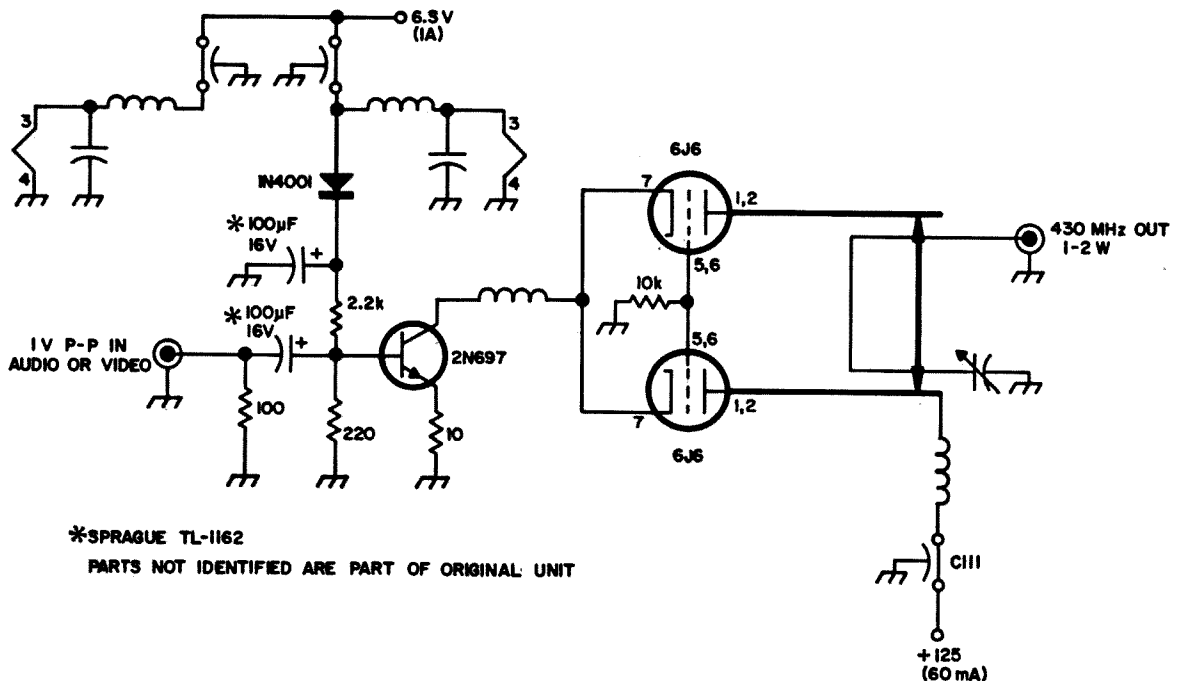 6.3V
(1A)
3
4
3
4
1N4001
* 100µF
16V
+
2.2k
* 100µF
16V
+
1V P-P IN
AUDIO OR VIDEO
100
220
2N697
10
6J6
7
1,2
5,6
10k
5,6
1,2
7
6J6
430 MHz OUT
1-2 W
C111
+125
(60 mA)
*SPRAGUE TL-1162
PARTS NOT IDENTIFIED ARE PART OF ORIGINAL UNIT